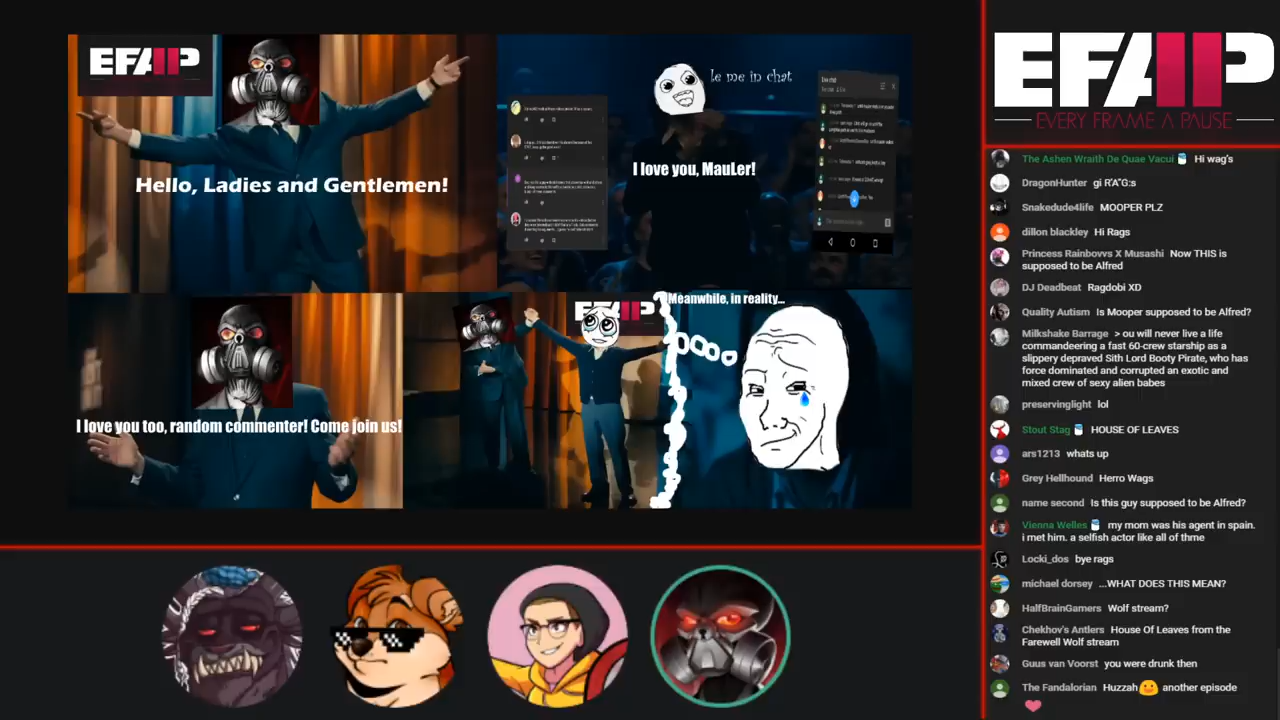 EFAP
Hello, Ladies and Gentlemen!
le me in chat
I love you, MauLer!
I love you too, random commenter! Come join us!
Meanwhile, in reality...
EFAP
EVERY FRAME A PAUSE
The Ashen Wraith De Quae Vacui Hi wag's
DragonHunter gi R'A"G:s
Snakedude4life MOOPER PLZ
dillon blackley Hi Rags
Princess Rainbovvs X Musashi Now THIS is
supposed to be Alfred
DJ Deadbeat Ragdobi XD
Quality Autism Is Mooper supposed to be Alfred?
Milkshake Barrage > ou will never live a life
commandeering a fast 60-crew starship as a
slippery depraved Sith Lord Booty Pirate, who has
force dominated and corrupted an exotic and
mixed crew of sexy alien babes
preservinglight lol
Stout Stag HOUSE OF LEAVES
ars1213 whats up
Grey Hellhound Herro Wags
name second Is this guy supposed to be Alfred?
Vienna Welles my mom was his agent in spain.
i met him. a selfish actor like all of thme
Locki_dos bye rags
michael dorsey ...WHAT DOES THIS MEAN?
HalfBrainGamers Wolf stream?
Chekhov's Antlers House Of Leaves from the
Farewell Wolf stream
Guus van Voorst you were drunk then
The Fandalorian Huzzah another episode